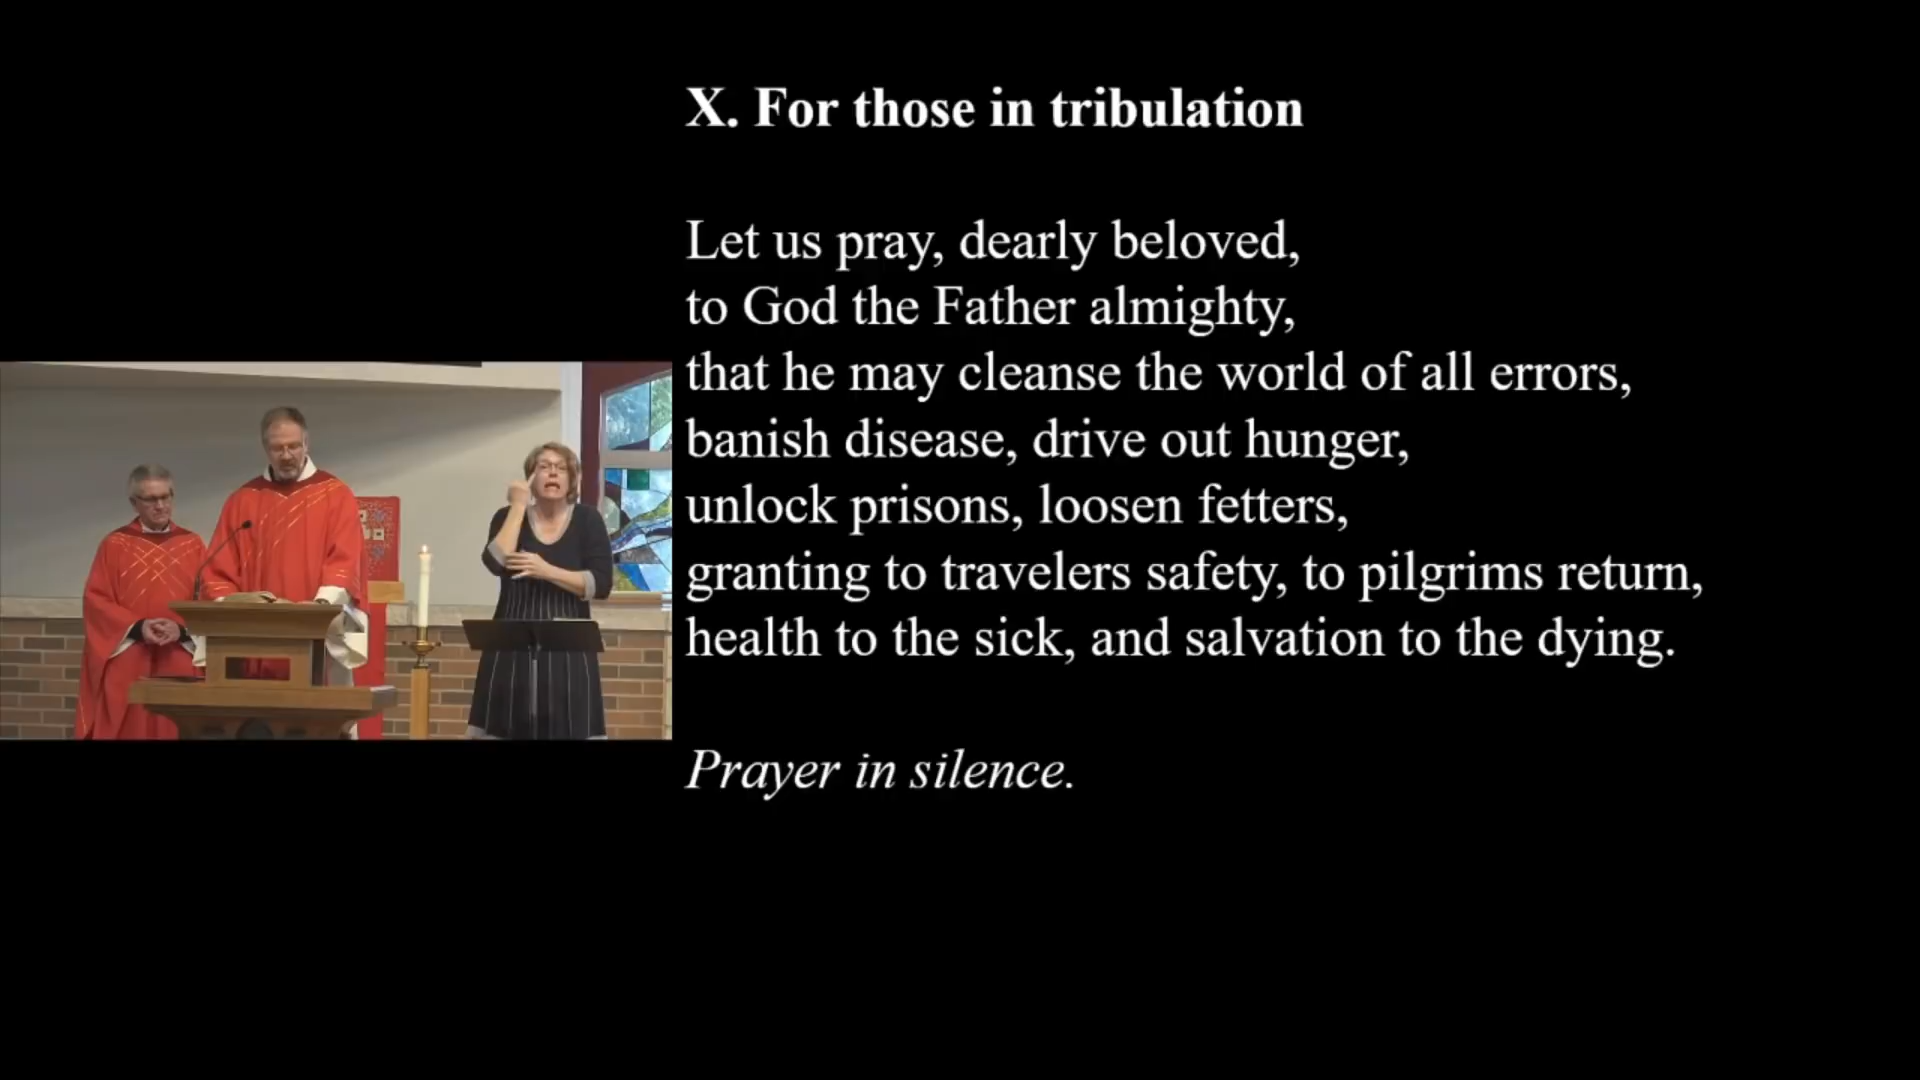 X. For those in tribulation
Let us pray, dearly beloved,
to God the Father almighty,
that he may cleanse the world of all errors,
banish disease, drive out hunger,
unlock prisons, loosen fetters,
granting to travelers safety, to pilgrims return,
health to the sick, and salvation to the dying.
Prayer in silence.